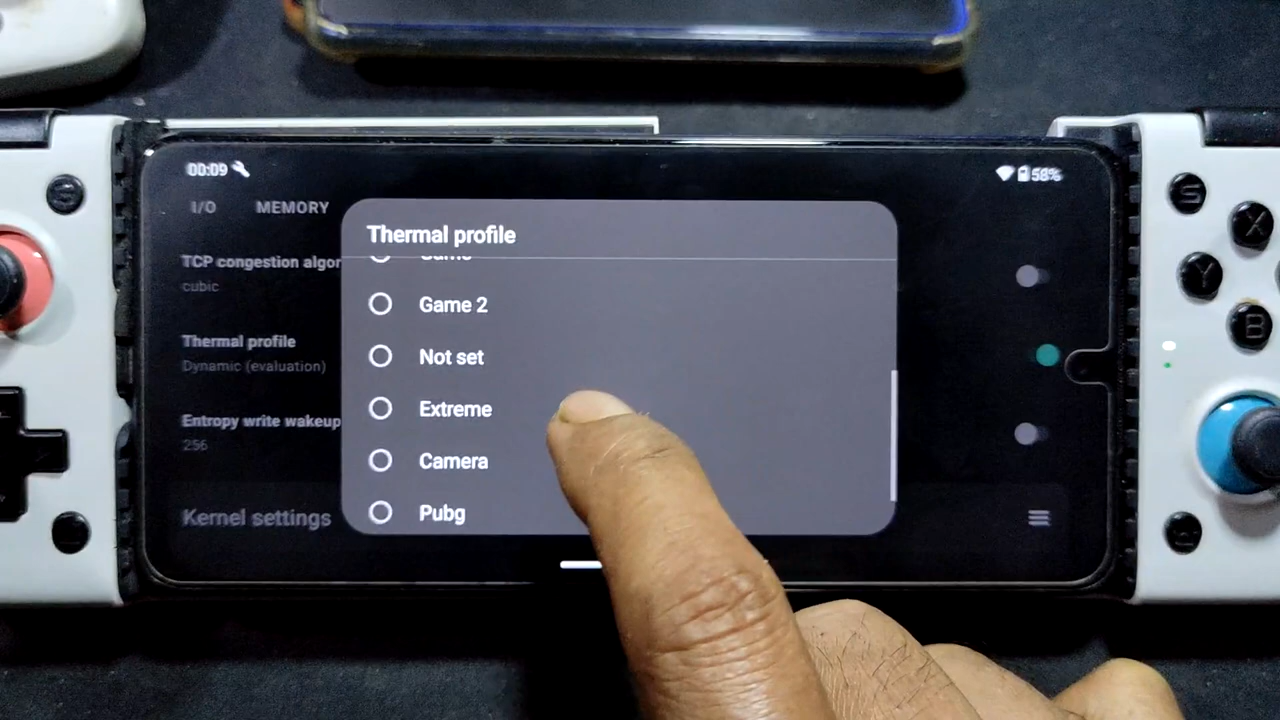 00:09
58%
I/O MEMORY
Thermal profile
TCP congestion algor
cubic
Game
Game 2
Thermal profile
Dynamic (evaluation)
Not set
Extreme
Entropy write wakeup
256
Camera
Pubg
Kernel settings
S
S
X
Y
B